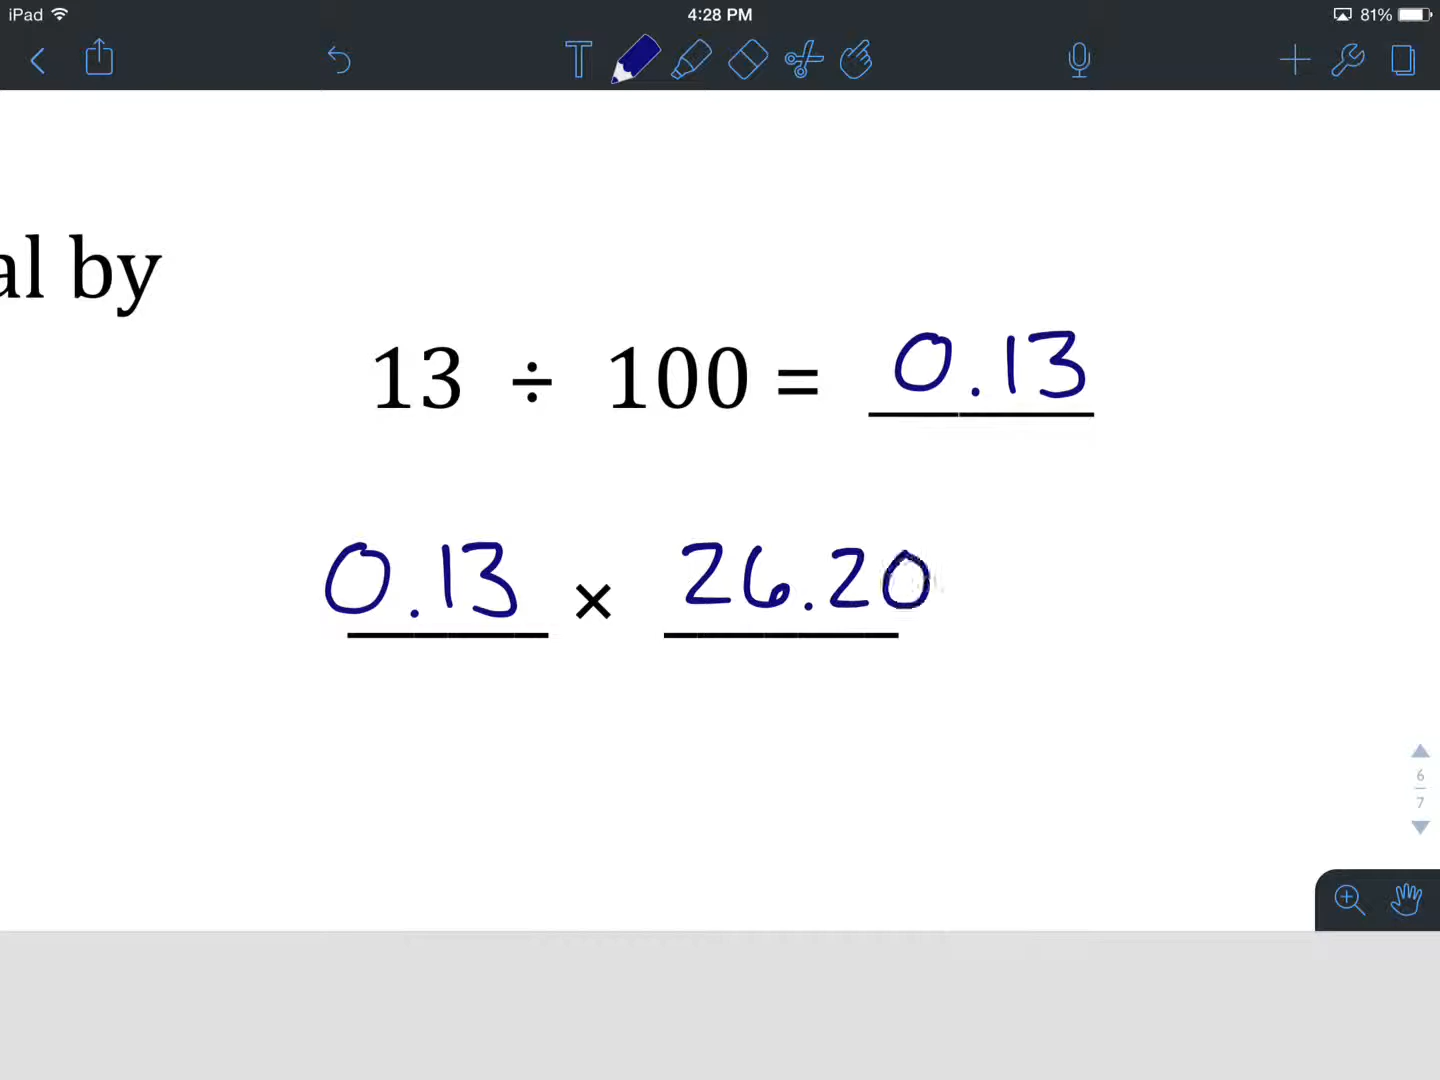 iPad 4:28 PM 81%
T
al by
13 ÷ 100 = 0.13
0.13 × 26.20
6
7